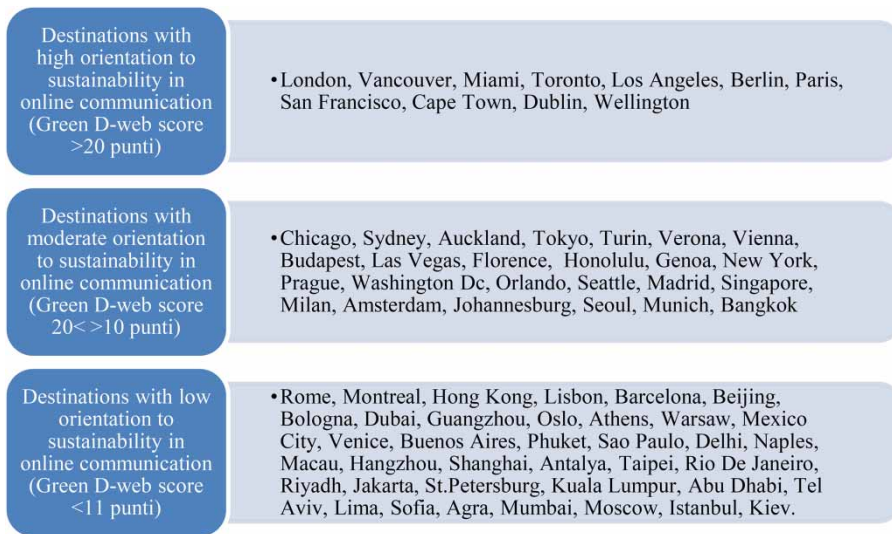 Destinations with
high orientation to
sustainability in
online communication
(Green D-web score
>20 punti)
•London, Vancouver, Miami, Toronto, Los Angeles, Berlin, Paris,
San Francisco, Cape Town, Dublin, Wellington
Destinations with
moderate orientation
to sustainability in
online communication
(Green D-web score
20< >10 punti)
•Chicago, Sydney, Auckland, Tokyo, Turin, Verona, Vienna,
Budapest, Las Vegas, Florence, Honolulu, Genoa, New York,
Prague, Washington Dc, Orlando, Seattle, Madrid, Singapore,
Milan, Amsterdam, Johannesburg, Seoul, Munich, Bangkok
Destinations with low
orientation to
sustainability in
online communication
(Green D-web score
<11 punti)
•Rome, Montreal, Hong Kong, Lisbon, Barcelona, Beijing,
Bologna, Dubai, Guangzhou, Oslo, Athens, Warsaw, Mexico
City, Venice, Buenos Aires, Phuket, Sao Paulo, Delhi, Naples,
Macau, Hangzhou, Shanghai, Antalya, Taipei, Rio De Janeiro,
Riyadh, Jakarta, St.Petersburg, Kuala Lumpur, Abu Dhabi, Tel
Aviv, Lima, Sofia, Agra, Mumbai, Moscow, Istanbul, Kiev.